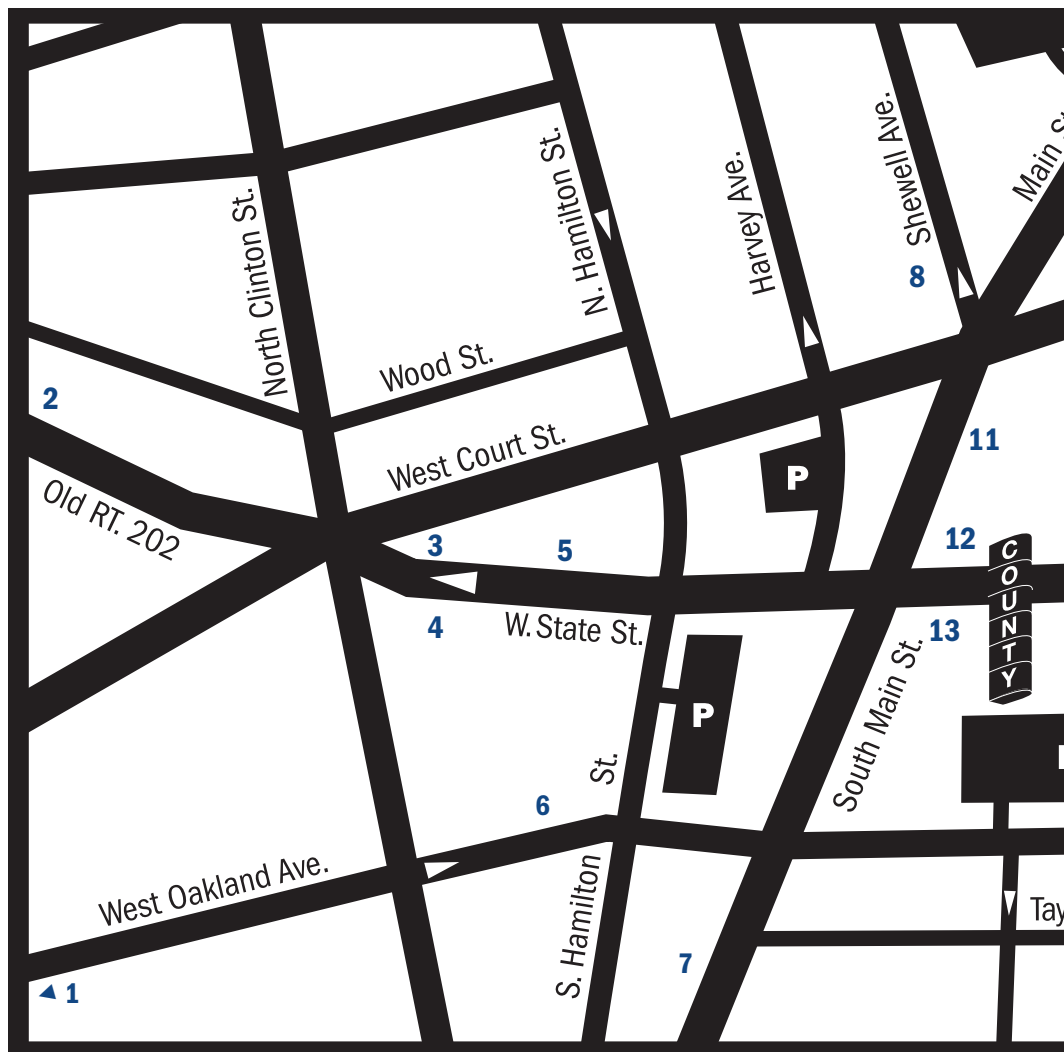 Main St
Shewell Ave.
N. Hamilton St.
Harvey Ave.
North Clinton St.
8
Wood St.
2
West Court St.
11
Old RT. 202
P
3
5
12
COUNTY
4
W. State St.
13
South Main St.
P
St.
6
West Oakland Ave.
S. Hamilton
Tay
7
1